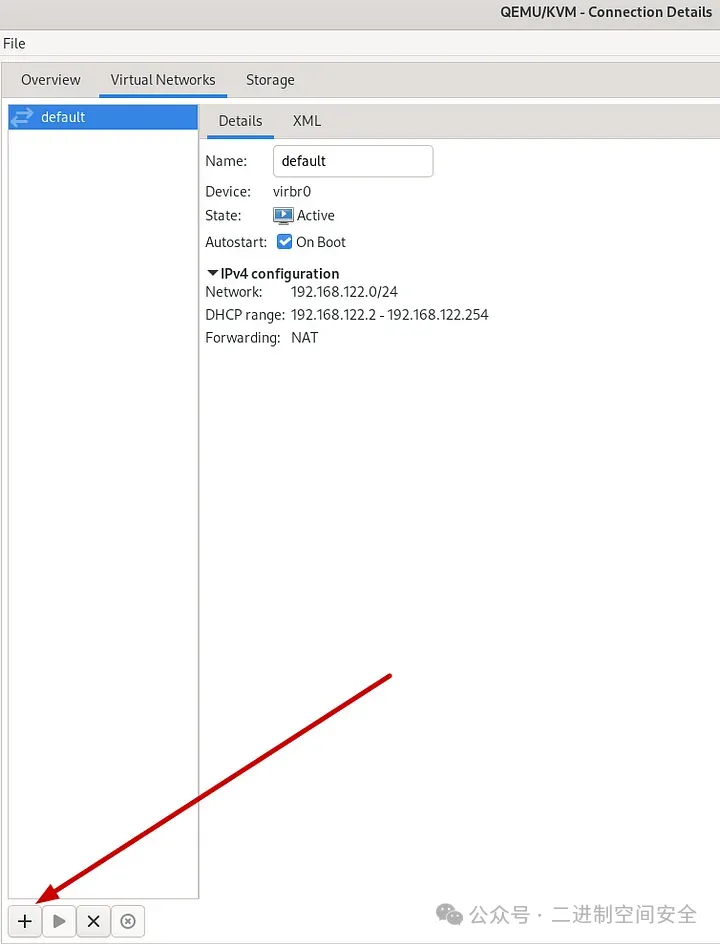 QEMU/KVM - Connection Details
File
Overview Virtual Networks Storage
default
Details XML
Name: default
Device: virbr0
State: Active
Autostart: On Boot
IPv4 configuration
Network: 192.168.122.0/24
DHCP range: 192.168.122.2 - 192.168.122.254
Forwarding: NAT
公众号 · 二进制空间安全